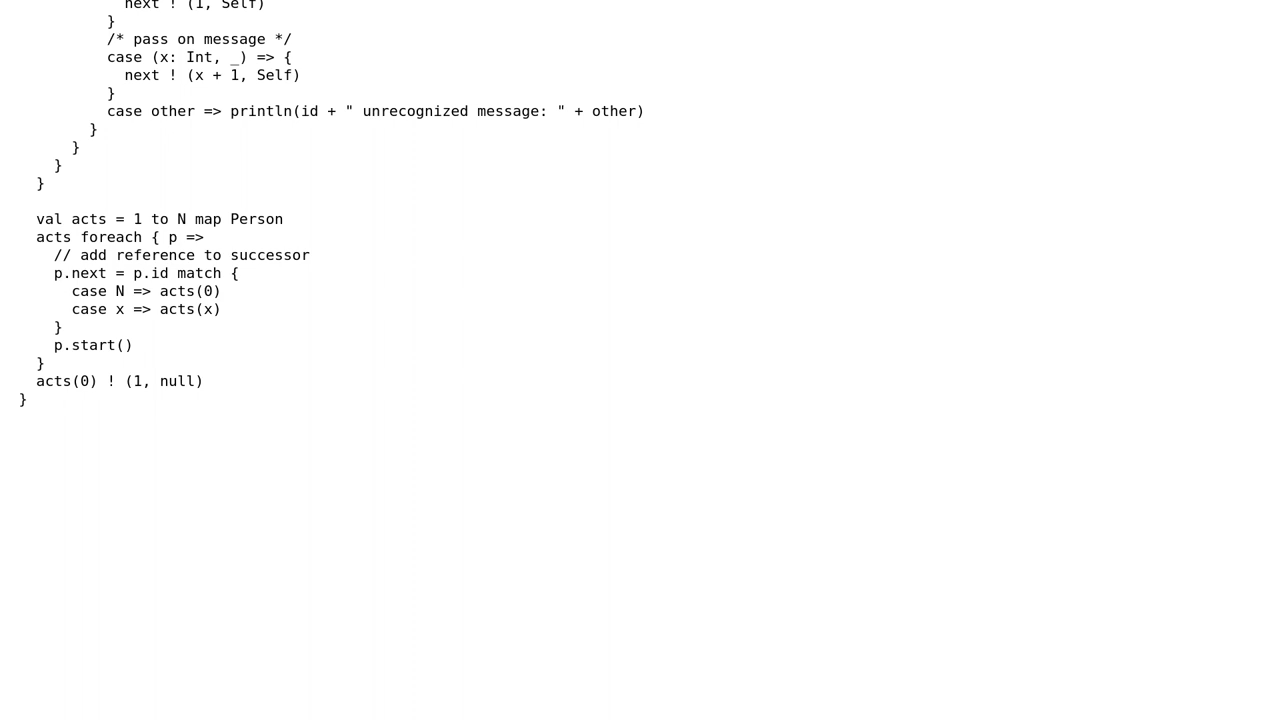 next ! (1, Self)
          }
          /* pass on message */
          case (x: Int, _) => {
            next ! (x + 1, Self)
          }
          case other => println(id + " unrecognized message: " + other)
        }
      }
    }
  }

  val acts = 1 to N map Person
  acts foreach { p =>
    // add reference to successor
    p.next = p.id match {
      case N => acts(0)
      case x => acts(x)
    }
    p.start()
  }
  acts(0) ! (1, null)
}